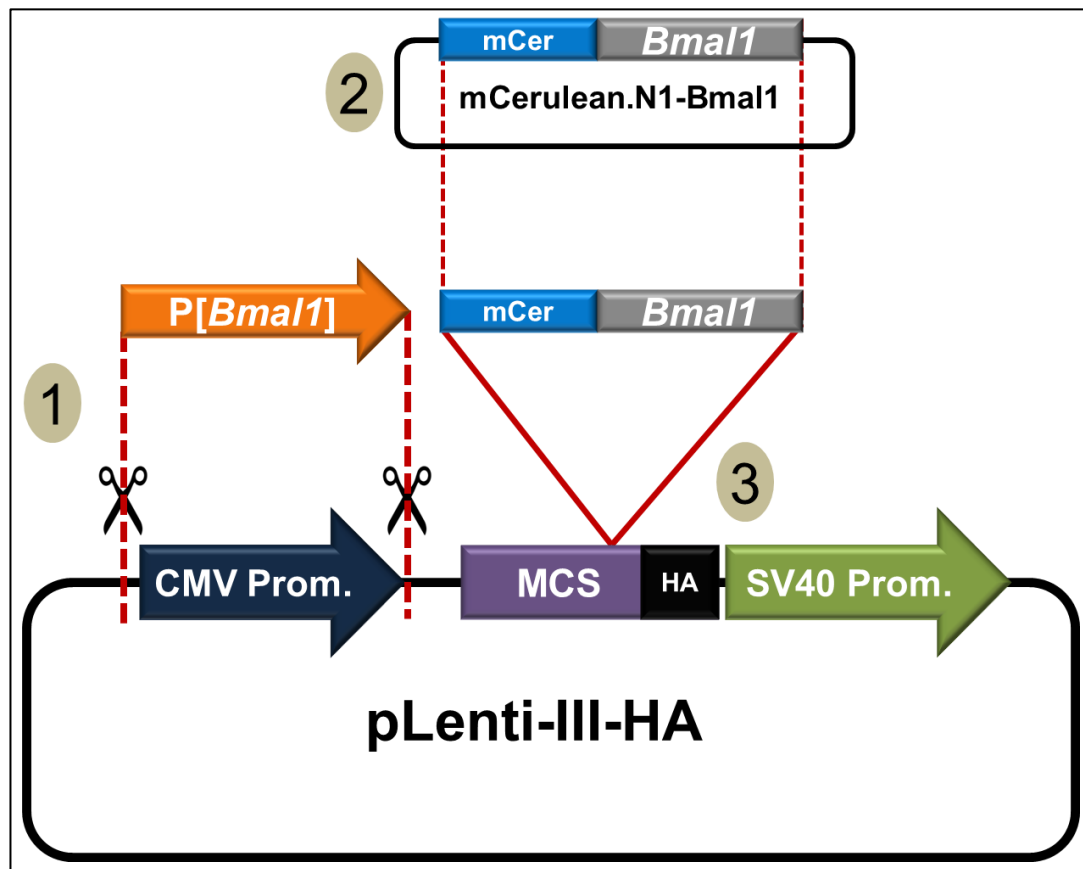 mCer Bmal1
2 mCerulean.N1-Bmal1
P[Bmal1] mCer Bmal1
1
3
CMV Prom. MCS HA SV40 Prom.
pLenti-III-HA